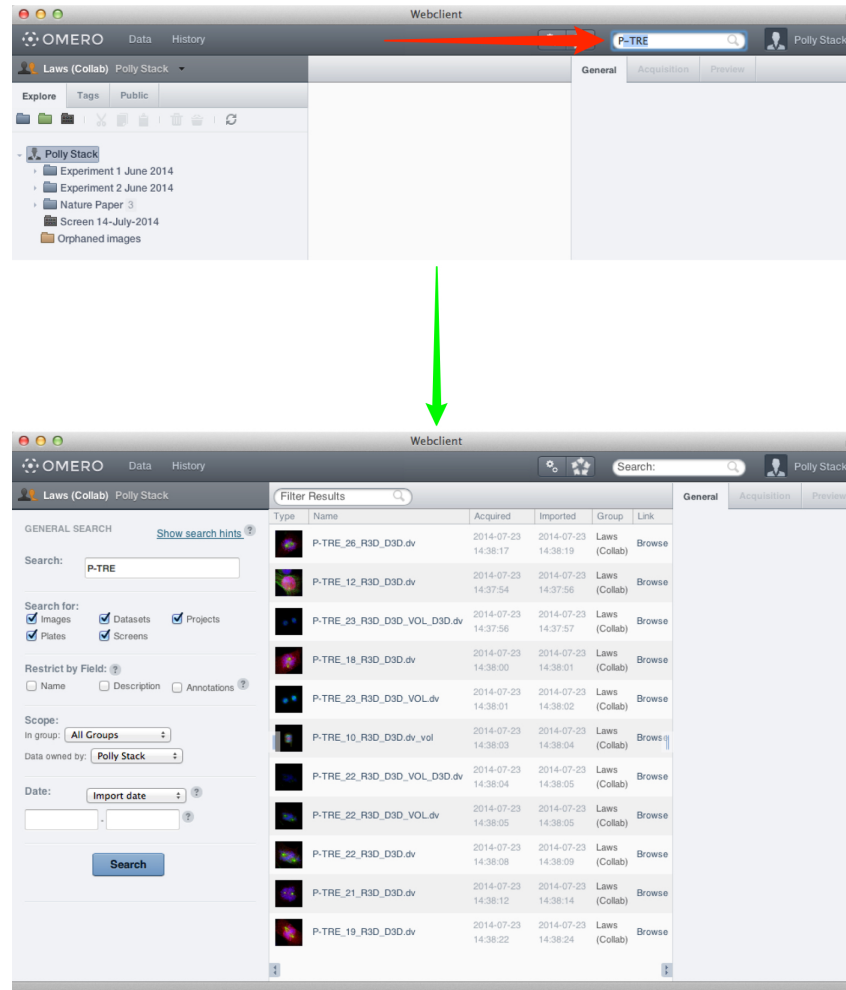 Webclient
OMERO Data History P-TRE Polly Stack
Laws (Collab) Polly Stack General Acquisition Preview
Explore Tags Public
Polly Stack
Experiment 1 June 2014
Experiment 2 June 2014
Nature Paper 3
Screen 14-July-2014
Orphaned images
Webclient
OMERO Data History Search: Polly Stack
Laws (Collab) Polly Stack Filter Results General Acquisition Preview
GENERAL SEARCH Show search hints ?
Search: P-TRE
Search for:
Images Datasets Projects
Plates Screens
Restrict by Field: ?
Name Description Annotations ?
Scope:
In group: All Groups
Data owned by: Polly Stack
Date: Import date ?
- ?
Search
Type Name Acquired Imported Group Link
P-TRE_26_R3D_D3D.dv 2014-07-23 14:38:17 2014-07-23 14:38:19 Laws (Collab) Browse
P-TRE_12_R3D_D3D.dv 2014-07-23 14:37:54 2014-07-23 14:37:56 Laws (Collab) Browse
P-TRE_23_R3D_D3D_VOL_D3D.dv 2014-07-23 14:37:56 2014-07-23 14:37:57 Laws (Collab) Browse
P-TRE_18_R3D_D3D.dv 2014-07-23 14:38:00 2014-07-23 14:38:01 Laws (Collab) Browse
P-TRE_23_R3D_D3D_VOL.dv 2014-07-23 14:38:01 2014-07-23 14:38:02 Laws (Collab) Browse
P-TRE_10_R3D_D3D.dv_vol 2014-07-23 14:38:03 2014-07-23 14:38:04 Laws (Collab) Browse
P-TRE_22_R3D_D3D_VOL_D3D.dv 2014-07-23 14:38:04 2014-07-23 14:38:05 Laws (Collab) Browse
P-TRE_22_R3D_D3D_VOL.dv 2014-07-23 14:38:05 2014-07-23 14:38:05 Laws (Collab) Browse
P-TRE_22_R3D_D3D.dv 2014-07-23 14:38:08 2014-07-23 14:38:09 Laws (Collab) Browse
P-TRE_21_R3D_D3D.dv 2014-07-23 14:38:12 2014-07-23 14:38:14 Laws (Collab) Browse
P-TRE_19_R3D_D3D.dv 2014-07-23 14:38:22 2014-07-23 14:38:24 Laws (Collab) Browse